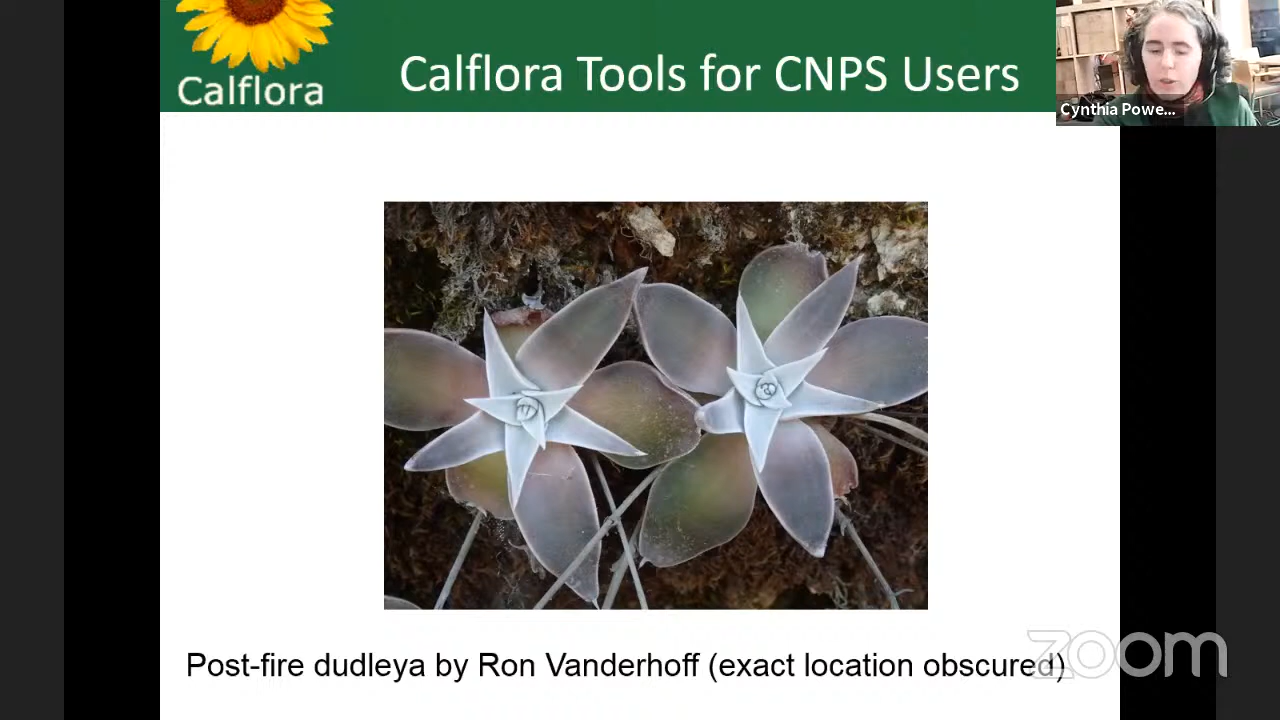 Calflora
Calflora Tools for CNPS Users
Cynthia Powe...
Post-fire dudleya by Ron Vanderhoff (exact location obscured)
zoom